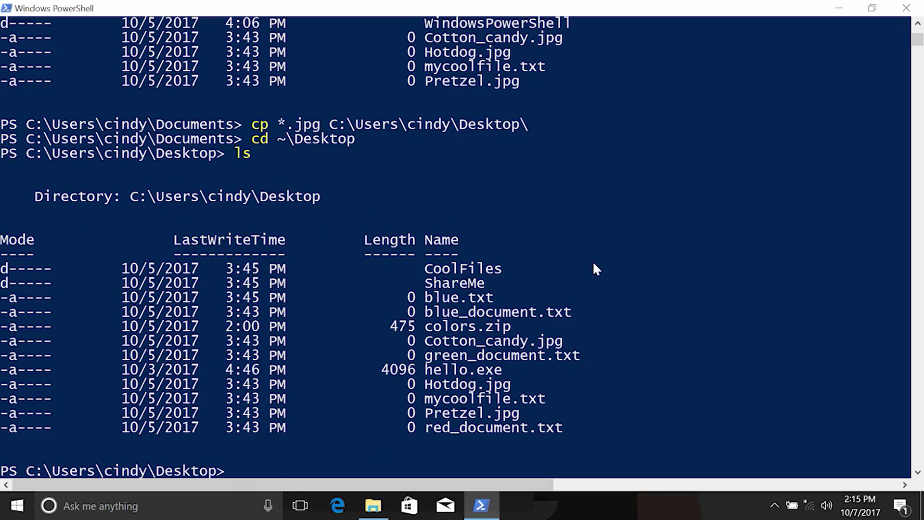 Windows PowerShell
d----- 10/5/2017 4:06 PM WindowsPowerShell
-a---- 10/5/2017 3:43 PM 0 Cotton_candy.jpg
-a---- 10/5/2017 3:43 PM 0 Hotdog.jpg
-a---- 10/5/2017 3:43 PM 0 mycoolfile.txt
-a---- 10/5/2017 3:43 PM 0 Pretzel.jpg
PS C:\Users\cindy\Documents> cp *.jpg C:\Users\cindy\Desktop\
PS C:\Users\cindy\Documents> cd ~\Desktop
PS C:\Users\cindy\Desktop> ls
Directory: C:\Users\cindy\Desktop
Mode LastWriteTime Length Name
---- ------------- ------ ----
d----- 10/5/2017 3:45 PM CoolFiles
d----- 10/5/2017 3:45 PM ShareMe
-a---- 10/5/2017 3:45 PM 0 blue.txt
-a---- 10/5/2017 3:43 PM 0 blue_document.txt
-a---- 10/5/2017 2:00 PM 475 colors.zip
-a---- 10/5/2017 3:43 PM 0 Cotton_candy.jpg
-a---- 10/5/2017 3:43 PM 0 green_document.txt
-a---- 10/3/2017 4:46 PM 4096 hello.exe
-a---- 10/5/2017 3:43 PM 0 Hotdog.jpg
-a---- 10/5/2017 3:43 PM 0 mycoolfile.txt
-a---- 10/5/2017 3:43 PM 0 Pretzel.jpg
-a---- 10/5/2017 3:43 PM 0 red_document.txt
PS C:\Users\cindy\Desktop>
Ask me anything
2:15 PM
10/7/2017
1